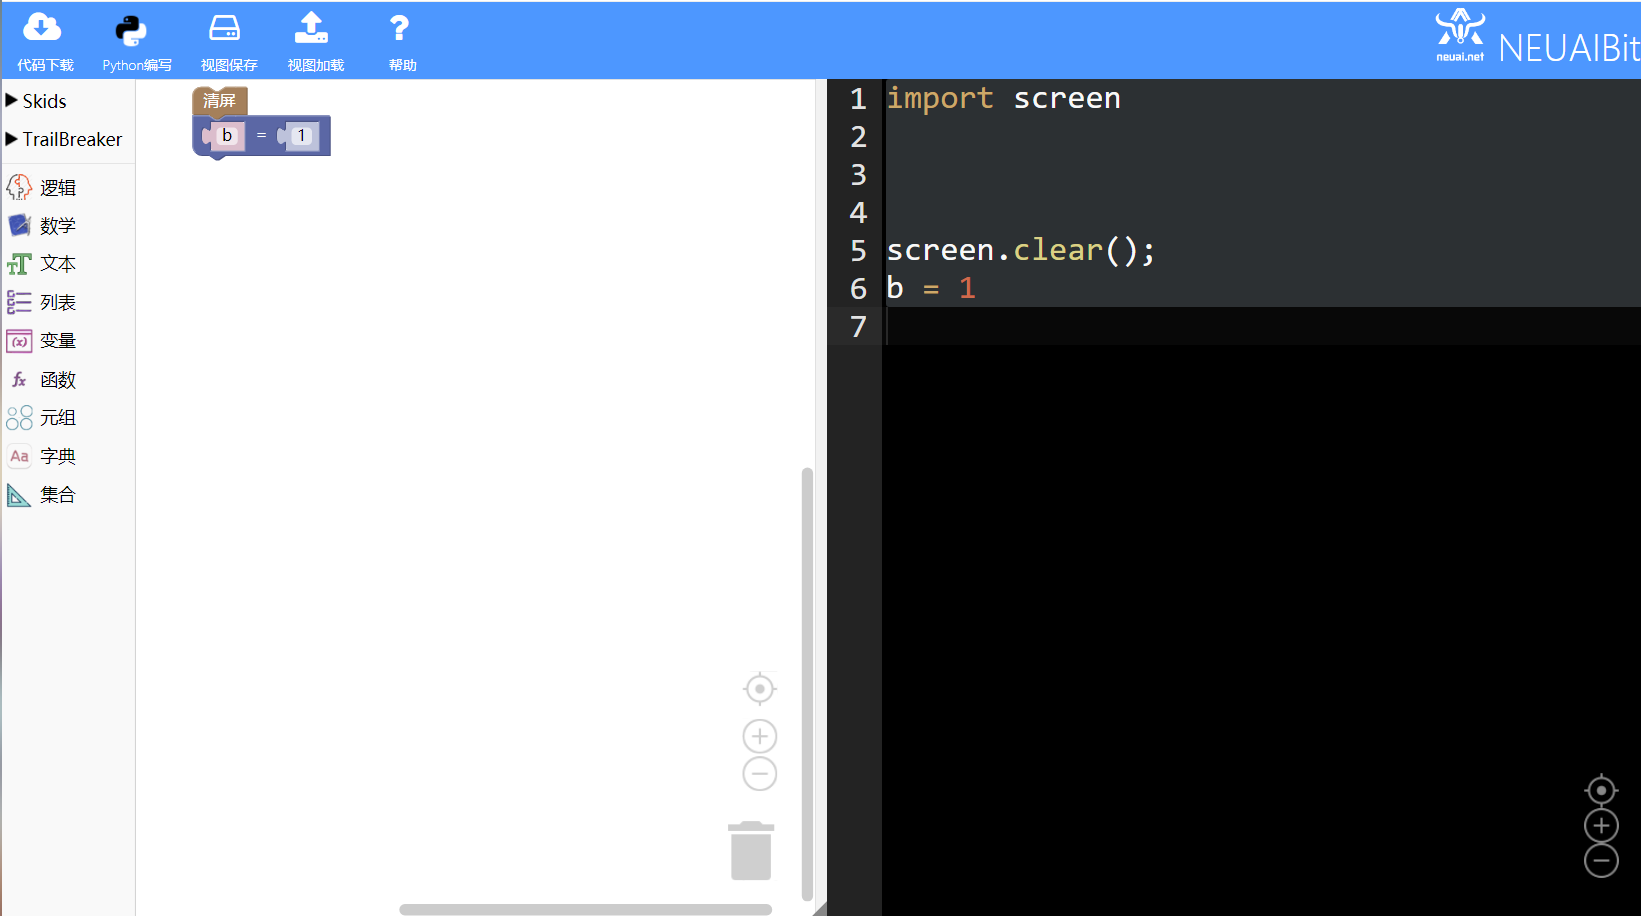 代码下载
Python编写
视图保存
视图加载
?
帮助
neuai.net
NEUAIBit
Skids
TrailBreaker
逻辑
数学
文本
列表
变量
函数
元组
字典
集合
清屏
b = 1
1 import screen
2
3
4
5 screen.clear();
6 b = 1
7